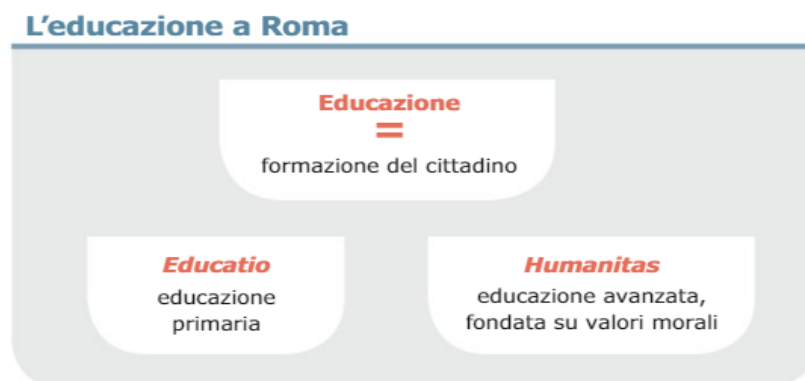 L'educazione a Roma
Educazione
=
formazione del cittadino
Educatio
educazione
primaria
Humanitas
educazione avanzata,
fondata su valori morali